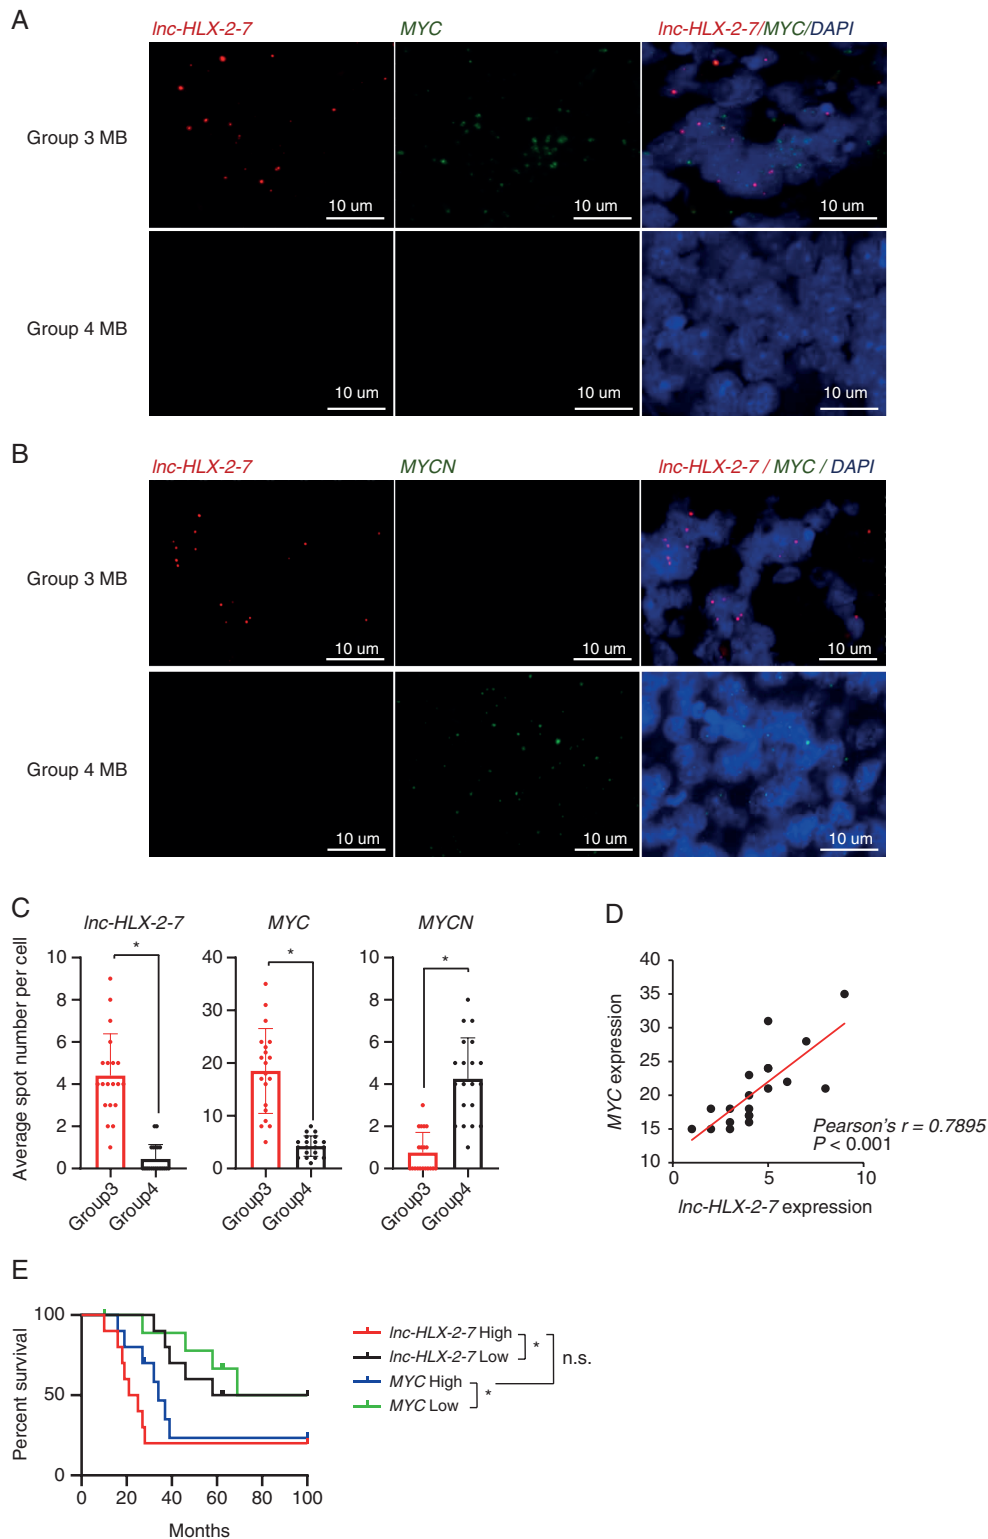 A
lnc-HLX-2-7 MYC lnc-HLX-2-7/MYC/DAPI
Group 3 MB
10 um 10 um 10 um
Group 4 MB
10 um 10 um 10 um
B
lnc-HLX-2-7 MYCN lnc-HLX-2-7 / MYC / DAPI
Group 3 MB
10 um 10 um 10 um
Group 4 MB
10 um 10 um 10 um
C
Average spot number per cell
lnc-HLX-2-7
*
10
8
6
4
2
0
Group3 Group4
MYC
*
40
30
20
10
0
Group3 Group4
MYCN
*
10
8
6
4
2
0
Group3 Group4
D
MYC expression
40
35
30
25
20
15
10
0 5 10
Pearson's r = 0.7895
P < 0.001
lnc-HLX-2-7 expression
E
Percent survival
100
50
0
0 20 40 60 80 100
Months
lnc-HLX-2-7 High
lnc-HLX-2-7 Low
MYC High
MYC Low
*
*
n.s.